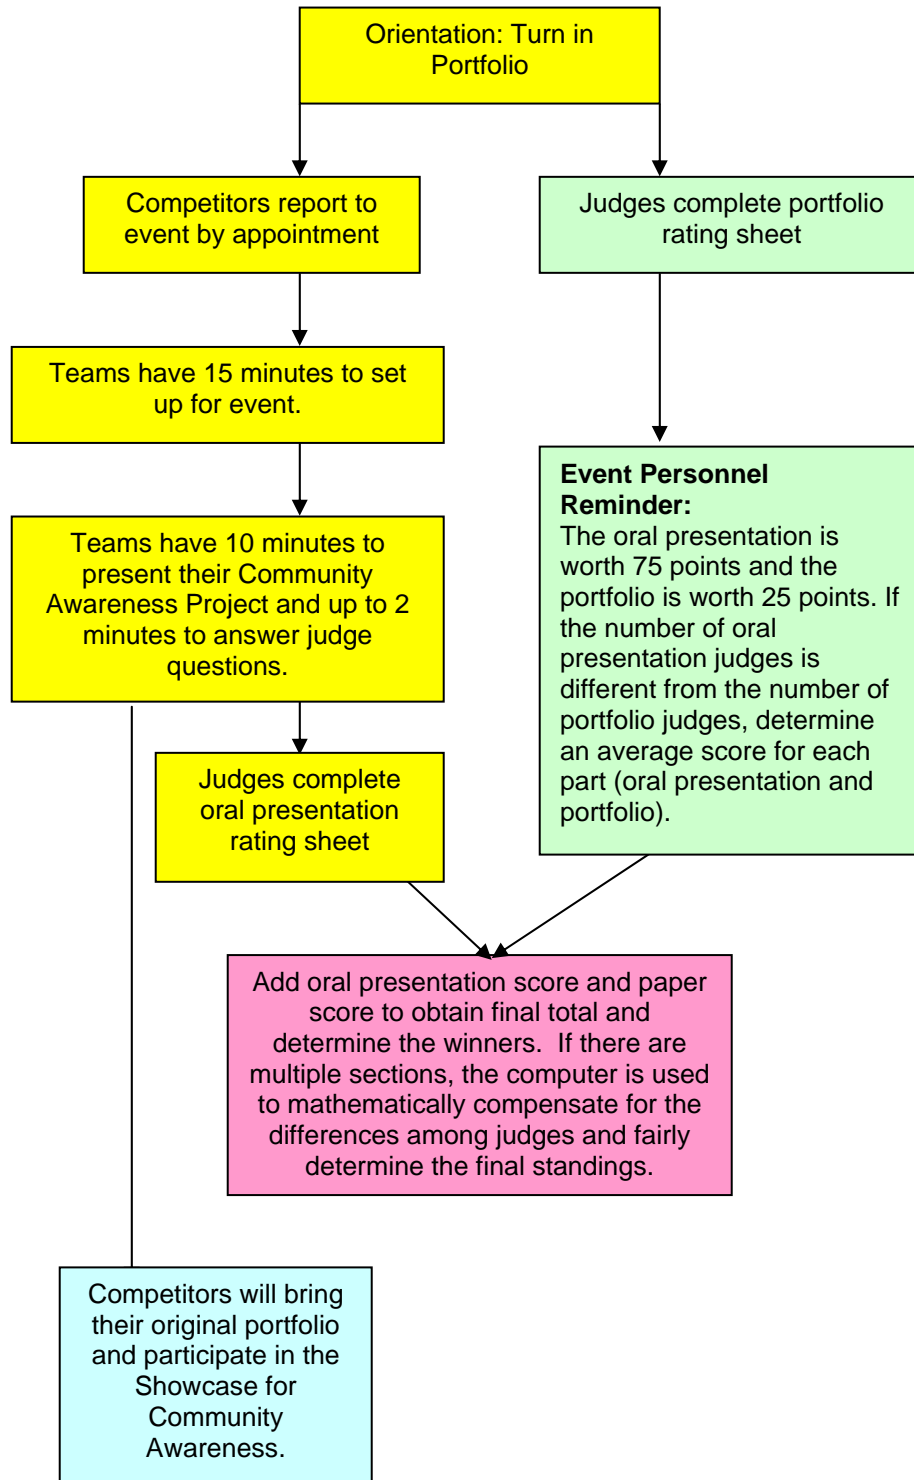 Orientation: Turn in
Portfolio
Competitors report to
event by appointment
Judges complete portfolio
rating sheet
Teams have 15 minutes to set
up for event.
Teams have 10 minutes to
present their Community
Awareness Project and up to 2
minutes to answer judge
questions.
Event Personnel
Reminder:
The oral presentation is
worth 75 points and the
portfolio is worth 25 points. If
the number of oral
presentation judges is
different from the number of
portfolio judges, determine
an average score for each
part (oral presentation and
portfolio).
Judges complete
oral presentation
rating sheet
Add oral presentation score and paper
score to obtain final total and
determine the winners.  If there are
multiple sections, the computer is used
to mathematically compensate for the
differences among judges and fairly
determine the final standings.
Competitors will bring
their original portfolio
and participate in the
Showcase for
Community
Awareness.